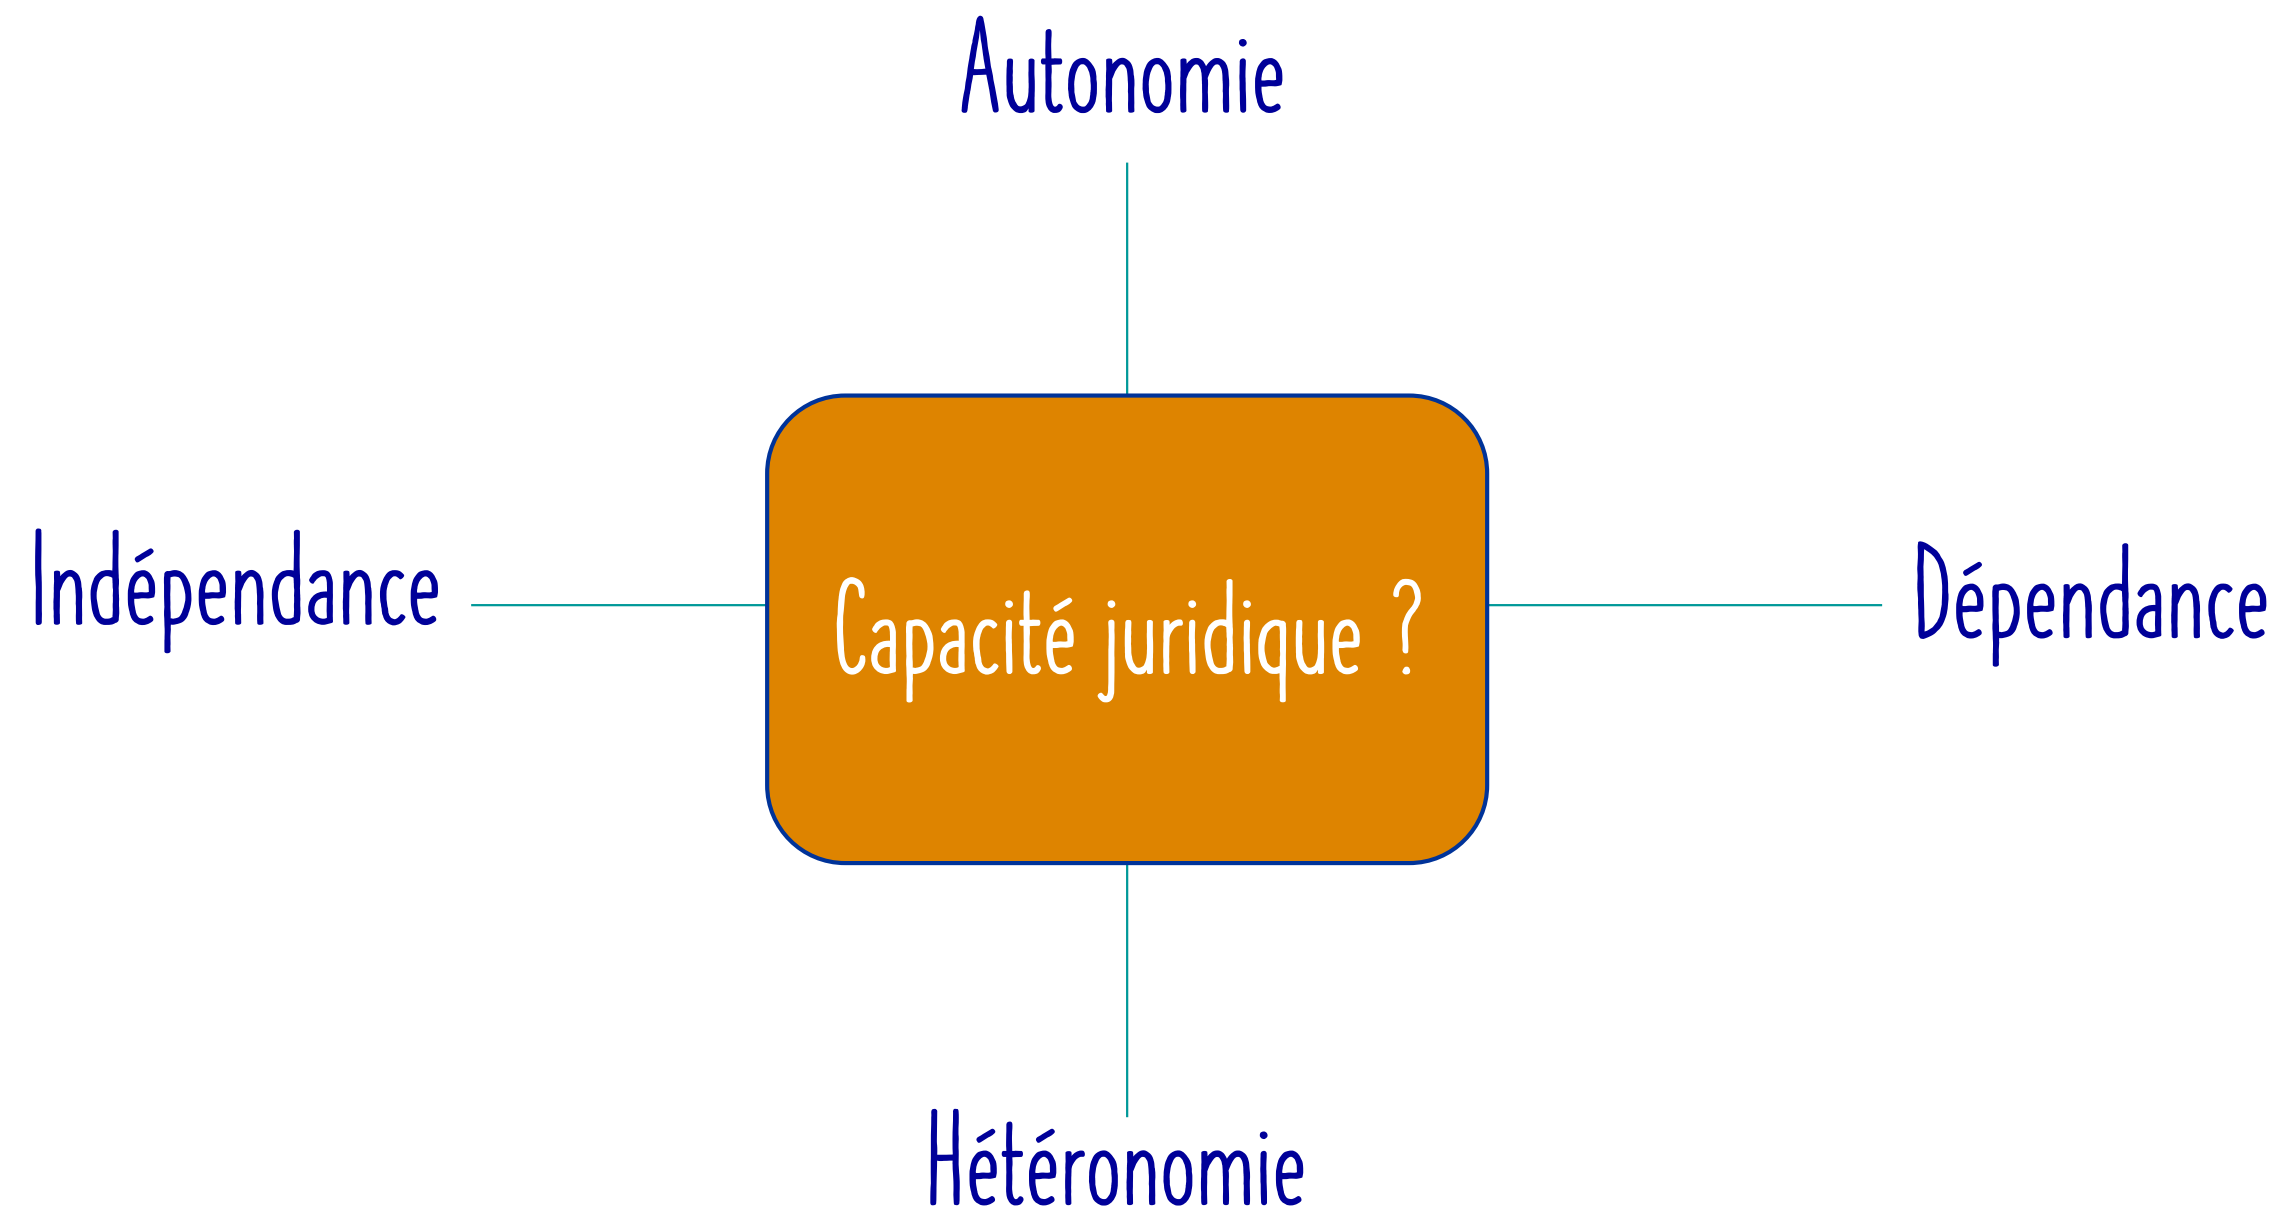 Autonomie
Indépendance
Capacité juridique ?
Dépendance
Hétéronomie